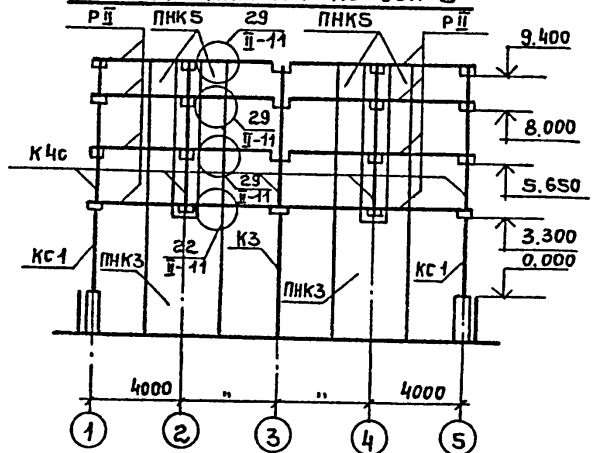 РII ПНК5 29 ПНК5 РII
II-11
9.400
29
II-11
8.000
К4с
29
II-11
5.650
22
II-11
К3
3.300
КС1 ПНК3 ПНК3 КС1
0.000
4000 " " 4000
1 2 3 4 5